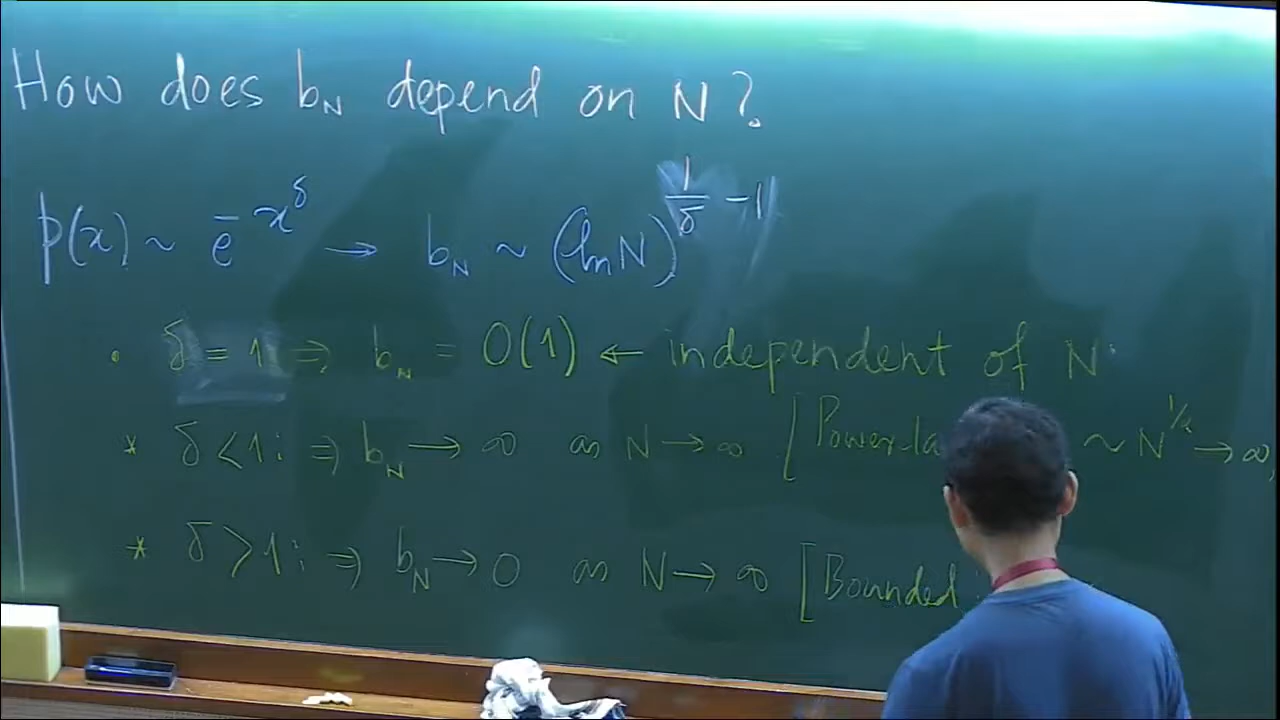 How does b_N depend on N?
p(x) ~ e^{-x^δ} → b_N ~ (ln N)^{1/δ - 1}
• δ = 1; ⇒ b_N = O(1) ← independent of N
* δ < 1; ⇒ b_N → ∞ as N → ∞ [Power-la ~ N^{1/α} → ∞,
* δ > 1; ⇒ b_N → 0 as N → ∞ [Bounded: